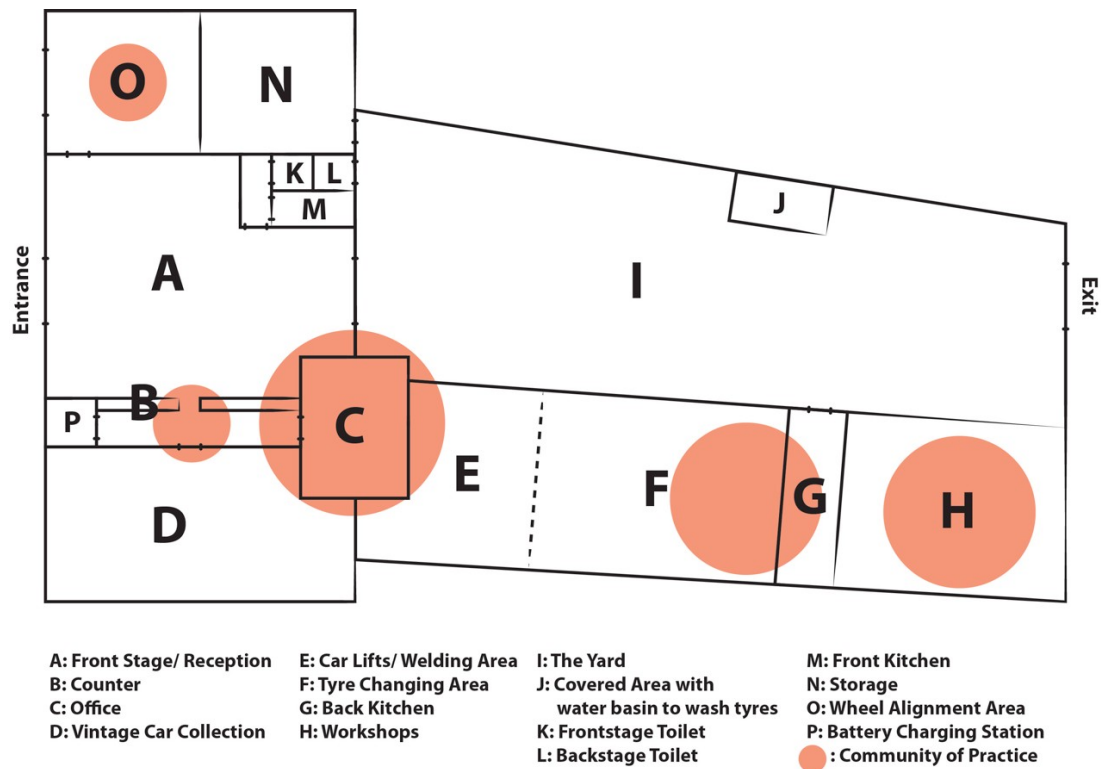 O
N
K
L
M
J
A
I
Entrance
Exit
B
P
C
E
F
G
H
D
A: Front Stage/ Reception
B: Counter
C: Office
D: Vintage Car Collection
E: Car Lifts/ Welding Area
F: Tyre Changing Area
G: Back Kitchen
H: Workshops
I: The Yard
J: Covered Area with
water basin to wash tyres
K: Frontstage Toilet
L: Backstage Toilet
M: Front Kitchen
N: Storage
O: Wheel Alignment Area
P: Battery Charging Station
: Community of Practice